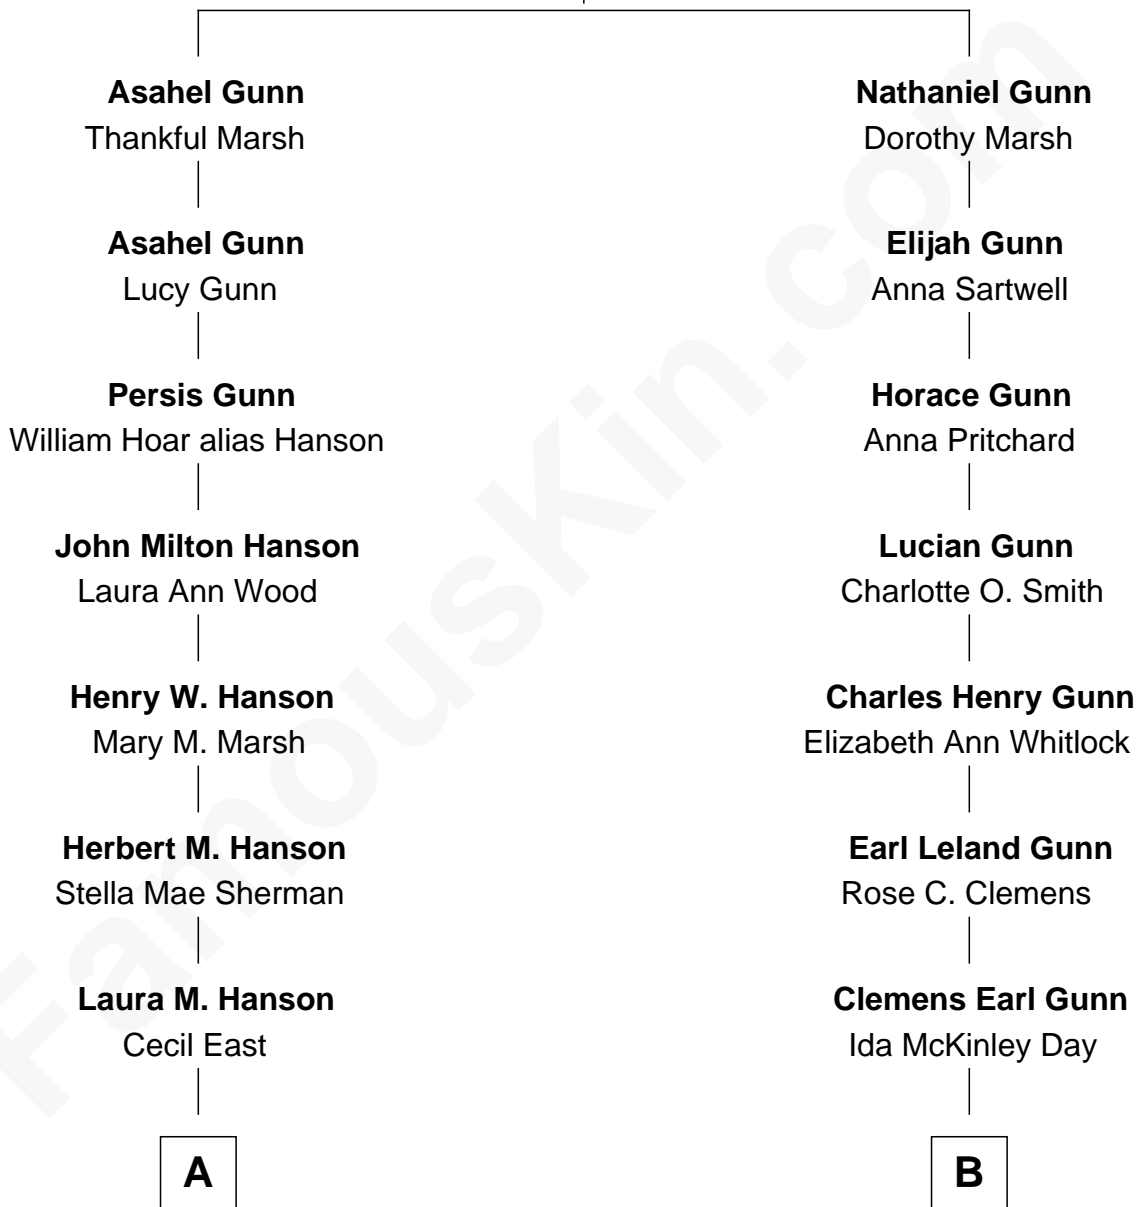 Asahel Gunn
Thankful Marsh
Asahel Gunn
Lucy Gunn
Persis Gunn
William Hoar alias Hanson
John Milton Hanson
Laura Ann Wood
Henry W. Hanson
Mary M. Marsh
Herbert M. Hanson
Stella Mae Sherman
Laura M. Hanson
Cecil East
A
Nathaniel Gunn
Dorothy Marsh
Elijah Gunn
Anna Sartwell
Horace Gunn
Anna Pritchard
Lucian Gunn
Charlotte O. Smith
Charles Henry Gunn
Elizabeth Ann Whitlock
Earl Leland Gunn
Rose C. Clemens
Clemens Earl Gunn
Ida McKinley Day
B
FamousKin.com